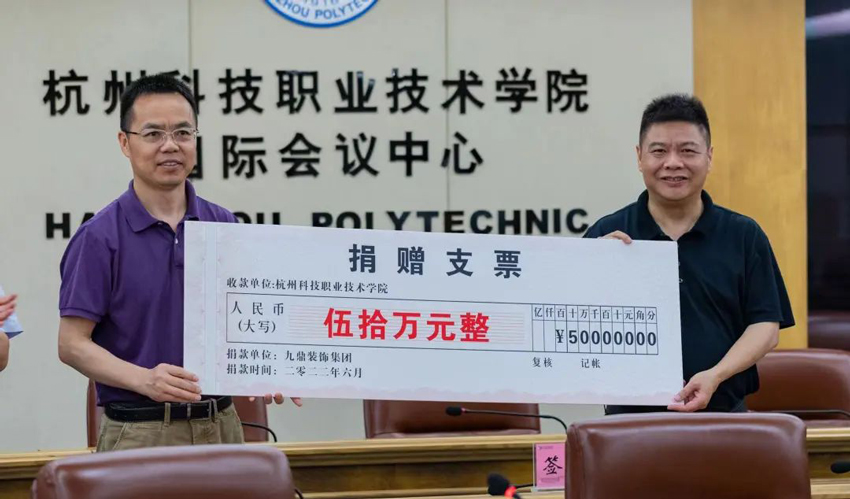 ZHOU POLYTEC
杭州科技职业技术学院
国际会议中心
POLYTECHNIC
捐赠支票
收款单位:杭州科技职业技术学院
人民币
(大写)
伍拾万元整
亿仟百十万千百十元角分
¥50000000
捐款单位:九鼎装饰集团
捐款时间:二〇二二年六月
复核 记帐
签